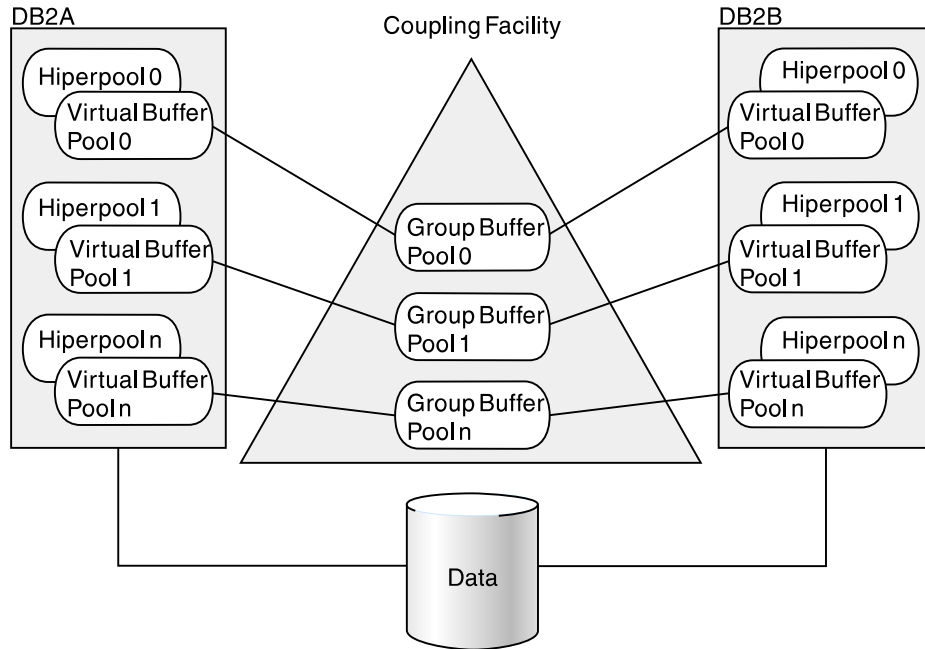 DB2A
Hiperpool 0
Virtual Buffer
Pool 0
Hiperpool 1
Virtual Buffer
Pool 1
Hiperpool n
Virtual Buffer
Pool n
Coupling Facility
Group Buffer
Pool 0
Group Buffer
Pool 1
Group Buffer
Pool n
DB2B
Hiperpool 0
Virtual Buffer
Pool 0
Hiperpool 1
Virtual Buffer
Pool 1
Hiperpool n
Virtual Buffer
Pool n
Data